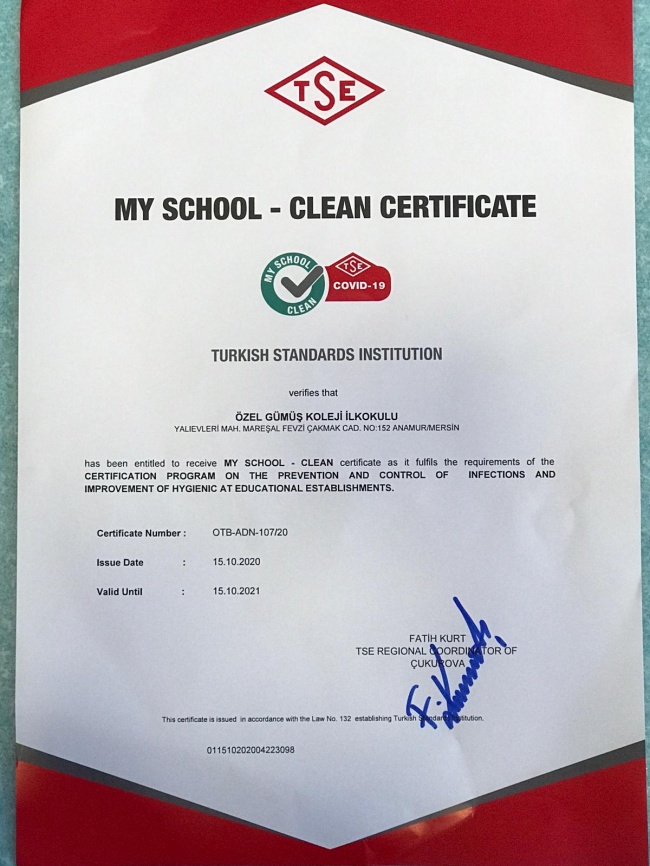 TSE
MY SCHOOL - CLEAN CERTIFICATE
MY SCHOOL
CLEAN
TSE
COVID-19
TURKISH STANDARDS INSTITUTION
verifies that
ÖZEL GÜMÜŞ KOLEJİ İLKOKULU
YALIEVLERİ MAH. MAREŞAL FEVZİ ÇAKMAK CAD. NO:152 ANAMUR/MERSİN
has been entitled to receive MY SCHOOL - CLEAN certificate as it fulfils the requirements of the
CERTIFICATION PROGRAM ON THE PREVENTION AND CONTROL OF INFECTIONS AND
IMPROVEMENT OF HYGIENIC AT EDUCATIONAL ESTABLISHMENTS.
Certificate Number : OTB-ADN-107/20
Issue Date : 15.10.2020
Valid Until : 15.10.2021
FATİH KURT
TSE REGIONAL COORDINATOR OF
ÇUKUROVA
This certificate is issued in accordance with the Law No. 132 establishing Turkish Standards Institution.
011510202004223098